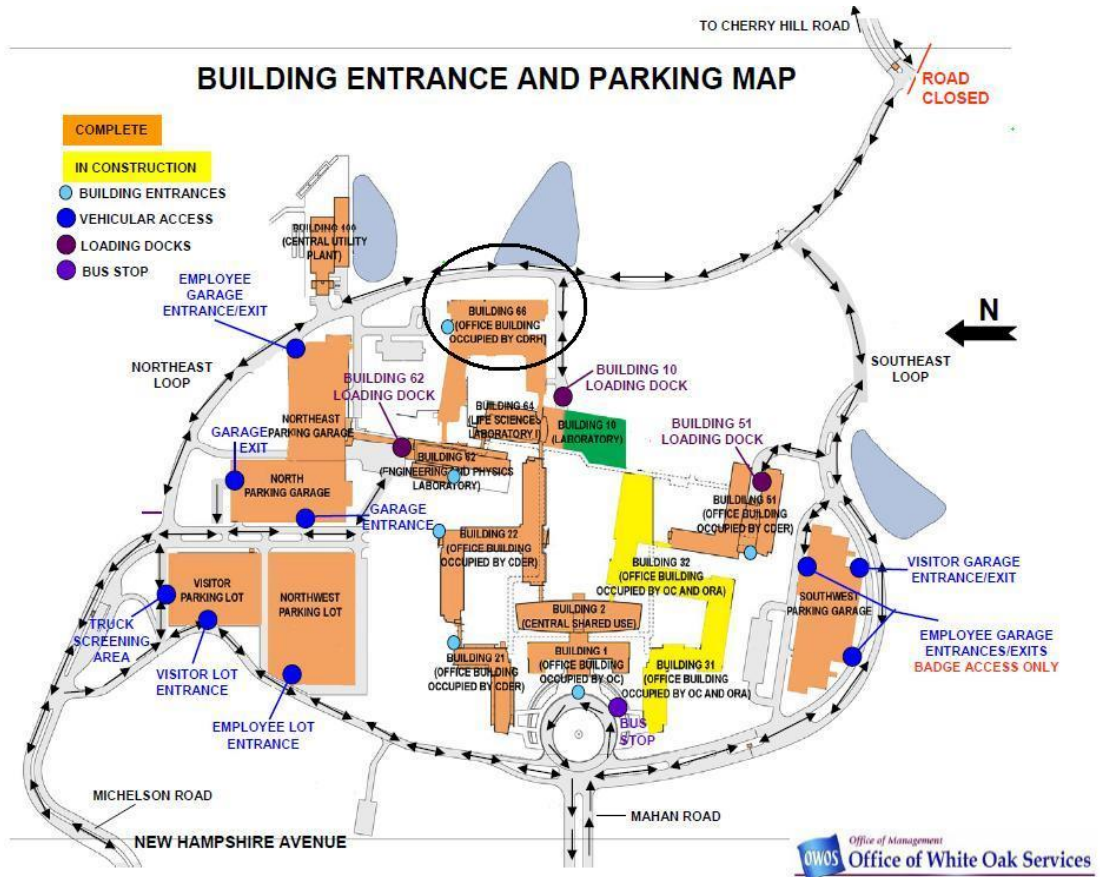 TO CHERRY HILL ROAD
BUILDING ENTRANCE AND PARKING MAP
ROAD
CLOSED
COMPLETE
IN CONSTRUCTION
BUILDING ENTRANCES
VEHICULAR ACCESS
LOADING DOCKS
BUS STOP
BUILDING 100
(CENTRAL UTILITY
PLANT)
EMPLOYEE
GARAGE
ENTRANCE/EXIT
BUILDING 66
(OFFICE BUILDING
OCCUPIED BY CDRH)
N
NORTHEAST
LOOP
SOUTHEAST
LOOP
BUILDING 62
LOADING DOCK
BUILDING 10
LOADING DOCK
BUILDING 64
(LIFE SCIENCES
LABORATORY I)
BUILDING 10
(LABORATORY)
BUILDING 51
LOADING DOCK
NORTHEAST
PARKING GARAGE
GARAGE
EXIT
BUILDING 62
(ENGINEERING AND PHYSICS
LABORATORY)
NORTH
PARKING GARAGE
GARAGE
ENTRANCE
BUILDILNG 51
(OFFICE BUILDING
OCCUPIED BY CDER)
BUILDING 22
(OFFICE BUILDING
OCCUPIED BY CDER)
BUILDING 32
(OFFICE BUILDING
OCCUPIED BY OC AND ORA)
VISITOR GARAGE
ENTRANCE/EXIT
VISITOR
PARKING LOT
NORTHWEST
PARKING LOT
SOUTHWEST
PARKING GARAGE
BUILDING 2
(CENTRAL SHARED USE)
TRUCK
SCREENING
AREA
EMPLOYEE GARAGE
ENTRANCES/EXITS
BADGE ACCESS ONLY
BUILDING 21
(OFFICE BUILDING
OCCUPIED BY CDER)
BUILDING 1
(OFFICE BUILDING
OCCUPIED BY OC)
BUILDING 31
(OFFICE BUILDING
OCCUPIED BY OC AND ORA)
VISITOR LOT
ENTRANCE
EMPLOYEE LOT
ENTRANCE
BUS
STOP
MICHELSON ROAD
MAHAN ROAD
NEW HAMPSHIRE AVENUE
OWOS
Office of Management
Office of White Oak Services